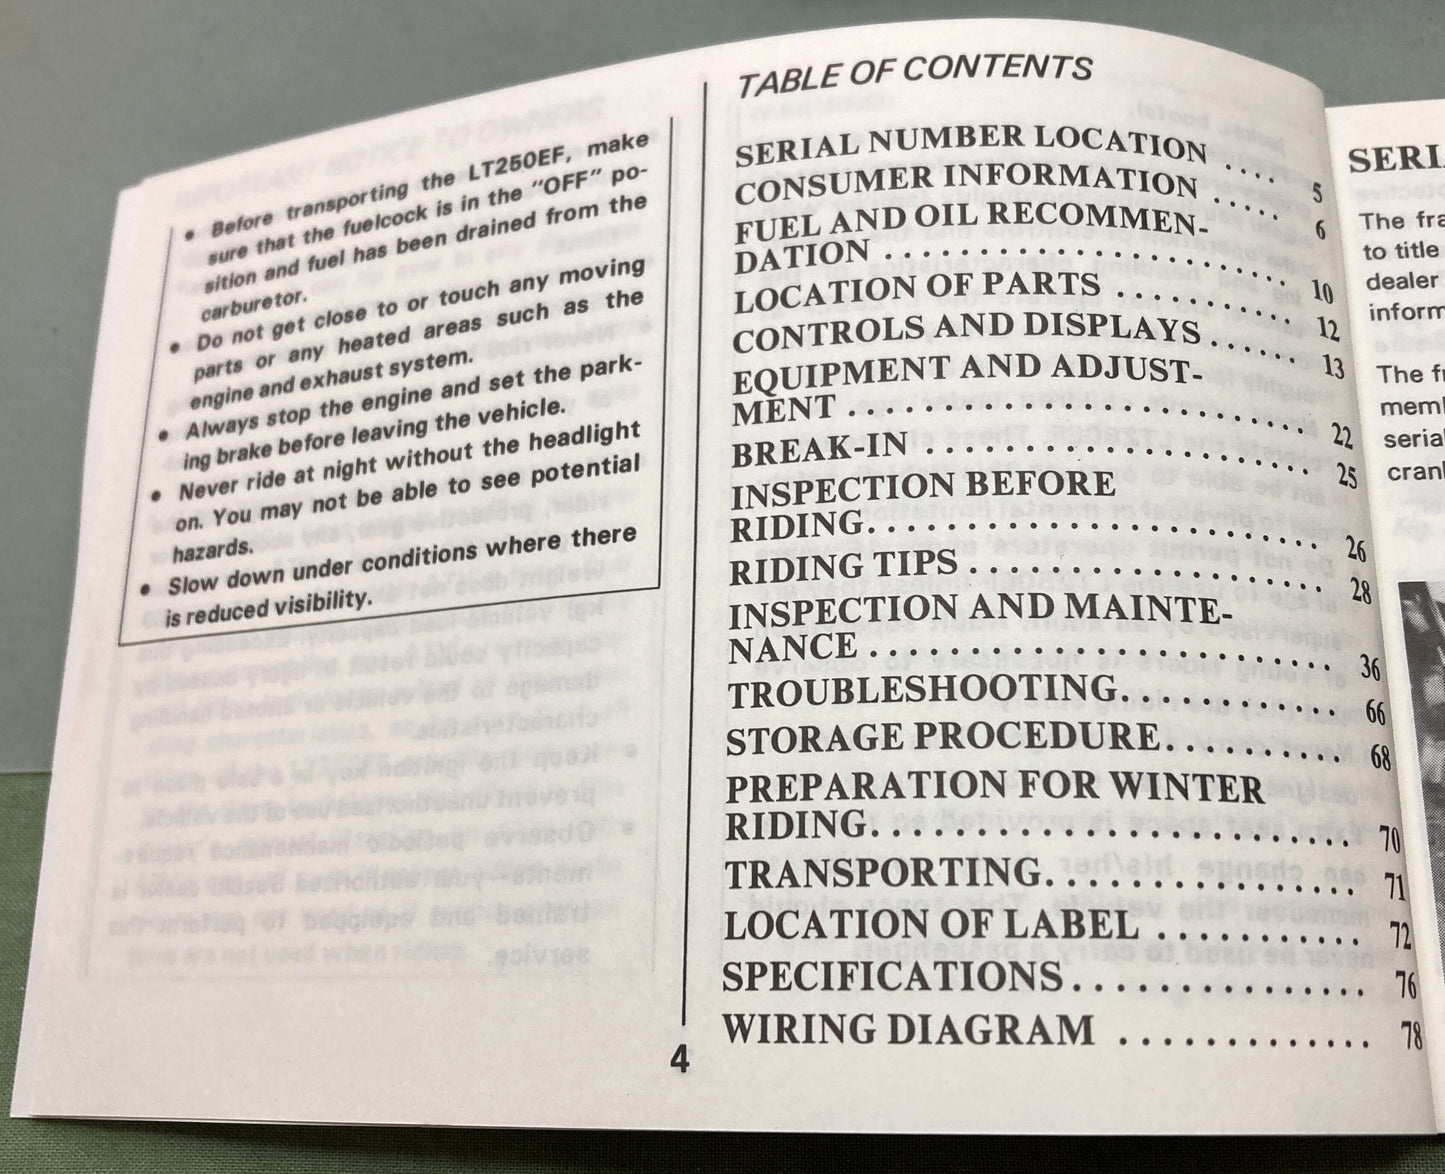 • Before transporting the LT250EF, make
sure that the fuelcock is in the "OFF" po-
sition and fuel has been drained from the
carburetor.
• Do not get close to or touch any moving
parts or any heated areas such as the
engine and exhaust system.
• Always stop the engine and set the park-
ing brake before leaving the vehicle.
• Never ride at night without the headlight
on. You may not be able to see potential
hazards.
• Slow down under conditions where there
is reduced visibility.
4
TABLE OF CONTENTS
SERIAL NUMBER LOCATION .... 5
CONSUMER INFORMATION ..... 6
FUEL AND OIL RECOMMEN-
DATION .................... 10
LOCATION OF PARTS ........... 12
CONTROLS AND DISPLAYS ...... 13
EQUIPMENT AND ADJUST-
MENT ...................... 22
BREAK-IN ................... 25
INSPECTION BEFORE
RIDING ..................... 26
RIDING TIPS ................. 28
INSPECTION AND MAINTE-
NANCE ...................... 36
TROUBLESHOOTING ........... 66
STORAGE PROCEDURE ......... 68
PREPARATION FOR WINTER
RIDING ..................... 70
TRANSPORTING ............... 71
LOCATION OF LABEL ........... 72
SPECIFICATIONS .............. 76
WIRING DIAGRAM ............. 78
SERI
The fra
to title
dealer
inform
The fr
memb
serial
crank